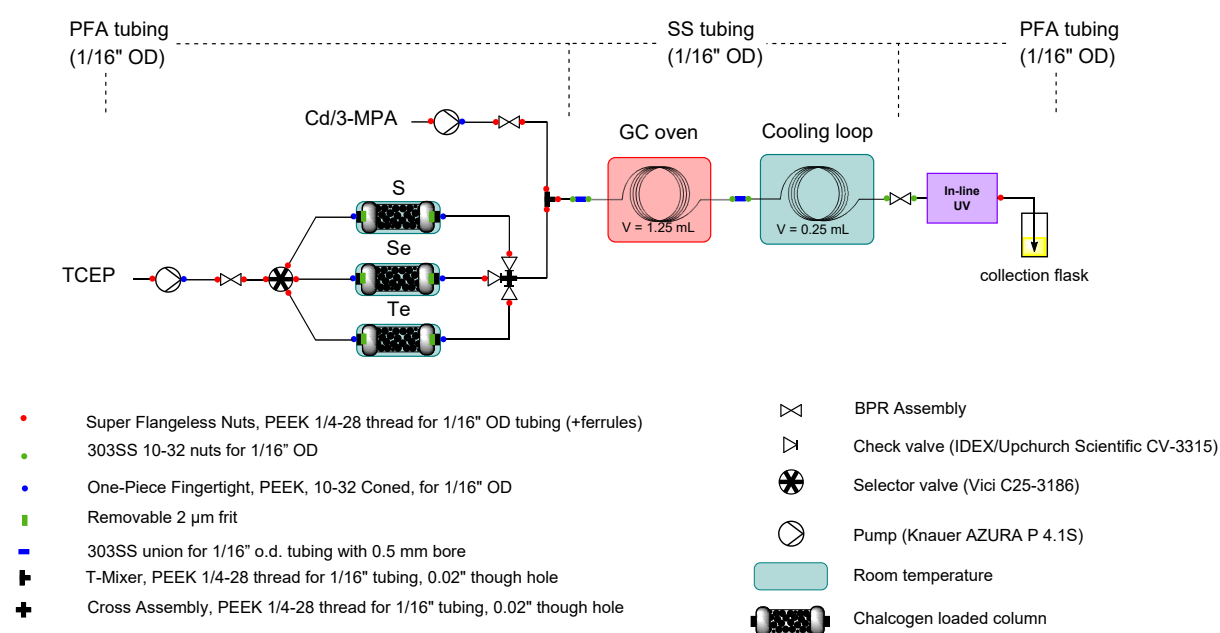 PFA tubing
(1/16" OD)
SS tubing
(1/16" OD)
PFA tubing
(1/16" OD)
Cd/3-MPA
GC oven
Cooling loop
V = 1.25 mL
V = 0.25 mL
In-line
UV
collection flask
S
Se
Te
TCEP
Super Flangeless Nuts, PEEK 1/4-28 thread for 1/16" OD tubing (+ferrules)
303SS 10-32 nuts for 1/16” OD
One-Piece Fingertight, PEEK, 10-32 Coned, for 1/16" OD
Removable 2 µm frit
303SS union for 1/16” o.d. tubing with 0.5 mm bore
T-Mixer, PEEK 1/4-28 thread for 1/16" tubing, 0.02" though hole
Cross Assembly, PEEK 1/4-28 thread for 1/16" tubing, 0.02" though hole
BPR Assembly
Check valve (IDEX/Upchurch Scientific CV-3315)
Selector valve (Vici C25-3186)
Pump (Knauer AZURA P 4.1S)
Room temperature
Chalcogen loaded column